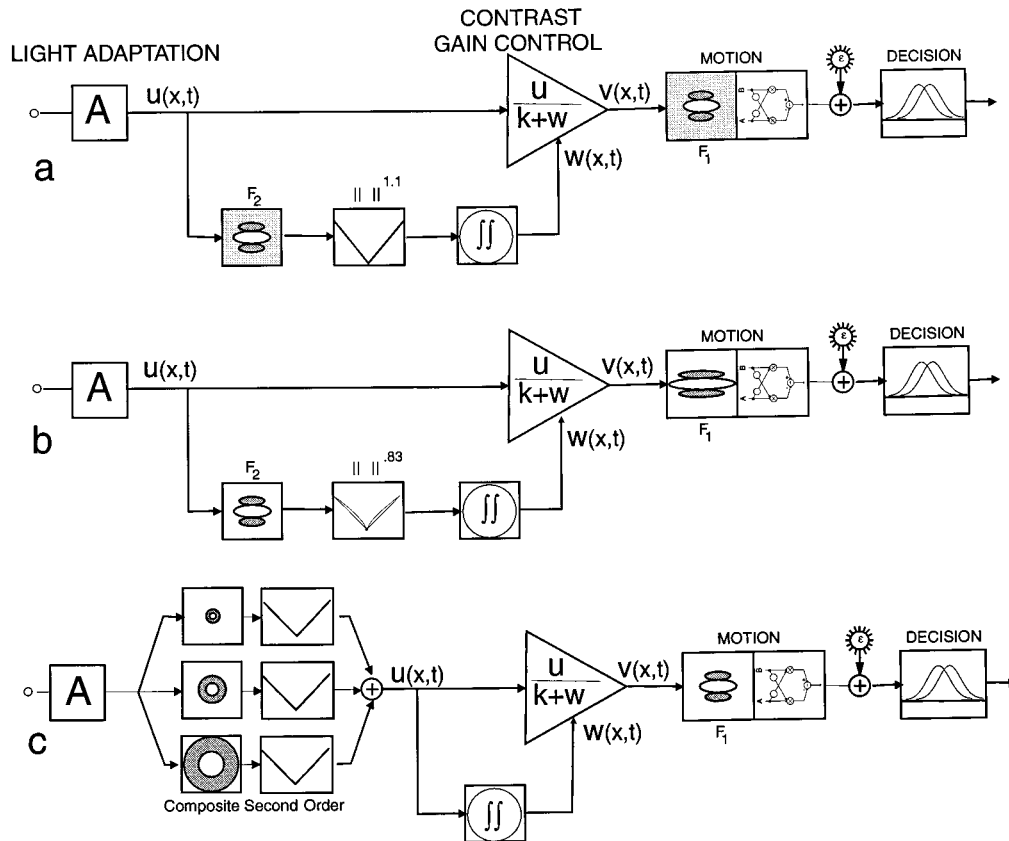 CONTRAST
GAIN CONTROL
LIGHT ADAPTATION
MOTION
ε
DECISION
A
u(x,t)
u
k+w
v(x,t)
B
A
+
F1
w(x,t)
a
F2
|| ||1.1
∫∫
MOTION
ε
DECISION
A
u(x,t)
u
k+w
v(x,t)
B
A
+
F1
w(x,t)
b
F2
|| ||.83
∫∫
MOTION
ε
DECISION
A
+
u(x,t)
u
k+w
v(x,t)
B
A
+
F1
w(x,t)
c
Composite Second Order
∫∫